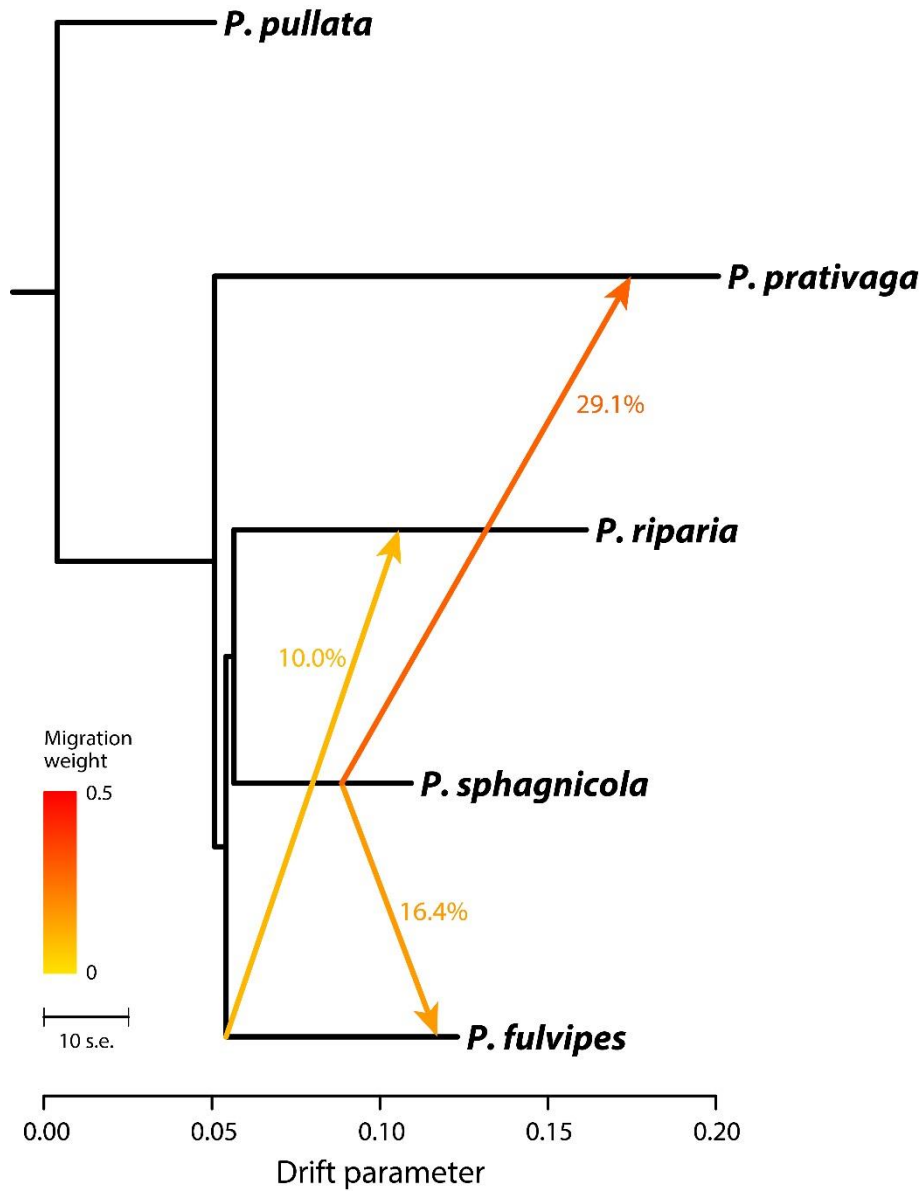 P. pullata
P. prativaga
29.1%
P. riparia
10.0%
Migration
weight
0.5
P. sphagnicola
16.4%
0
10 s.e.
P. fulvipes
0.00 0.05 0.10 0.15 0.20
Drift parameter